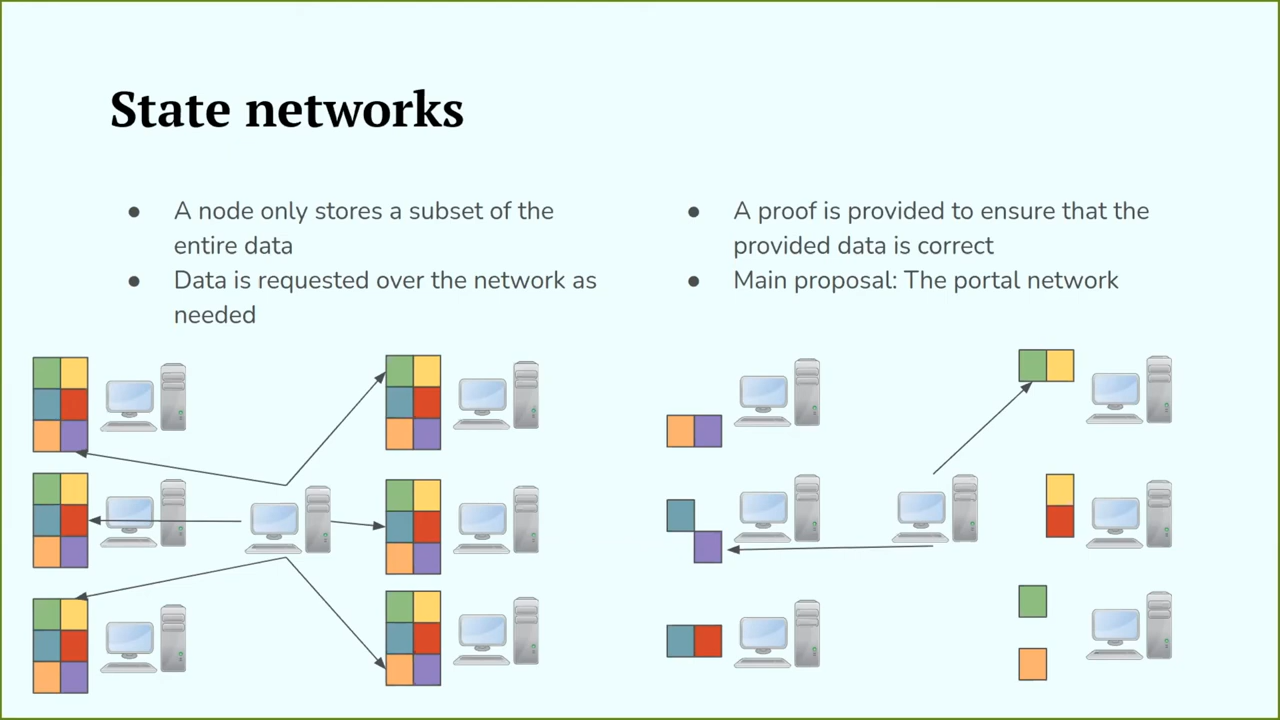 State networks
● A node only stores a subset of the
entire data
● Data is requested over the network as
needed
● A proof is provided to ensure that the
provided data is correct
● Main proposal: The portal network